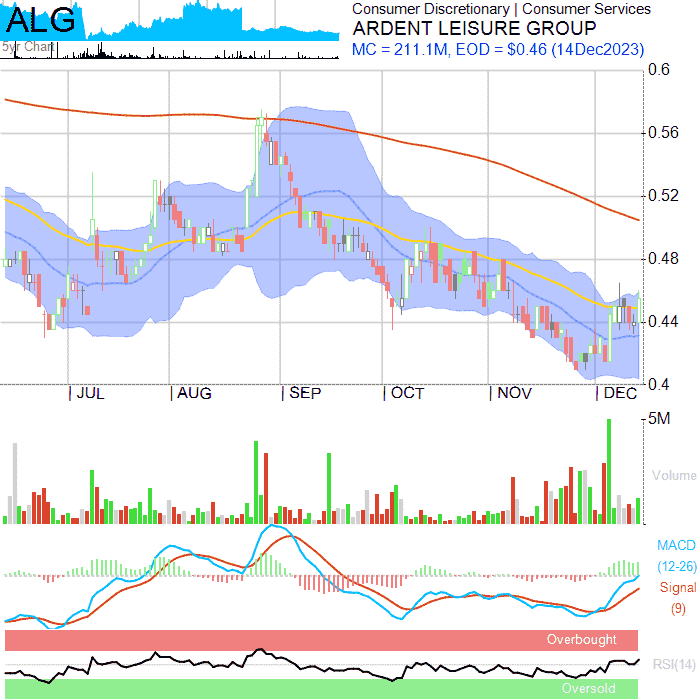 ALG
5yr Chart
Consumer Discretionary | Consumer Services
ARDENT LEISURE GROUP
MC = 211.1M, EOD = $0.46 (14Dec2023)
0.6
0.56
0.52
0.48
0.44
0.4
JUL AUG SEP OCT NOV DEC
5M
Volume
MACD
(12-26)
Signal
(9)
Overbought
RSI(14)
Oversold